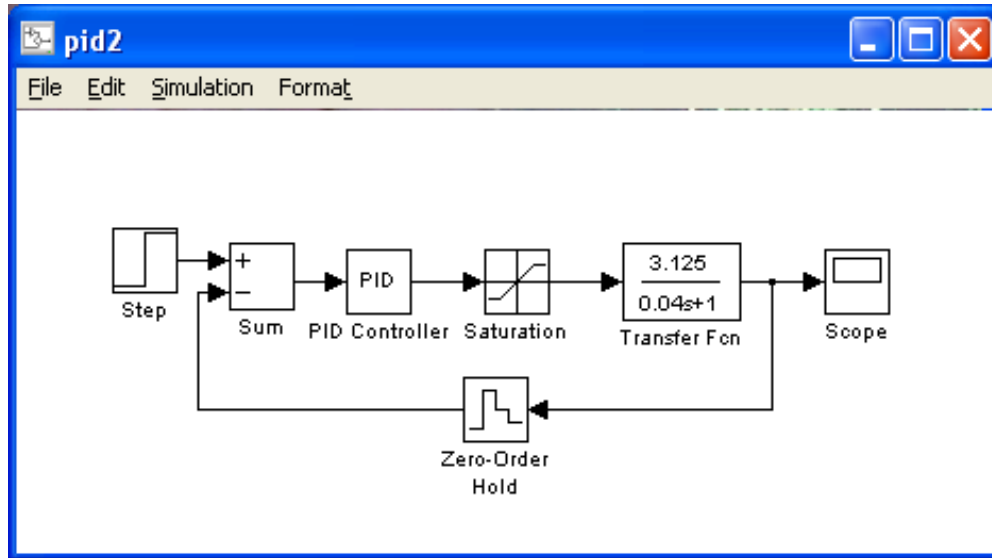 pid2
File Edit Simulation Format
+
−
PID
3.125
0.04s+1
Step
Sum
PID Controller
Saturation
Transfer Fcn
Scope
Zero-Order
Hold